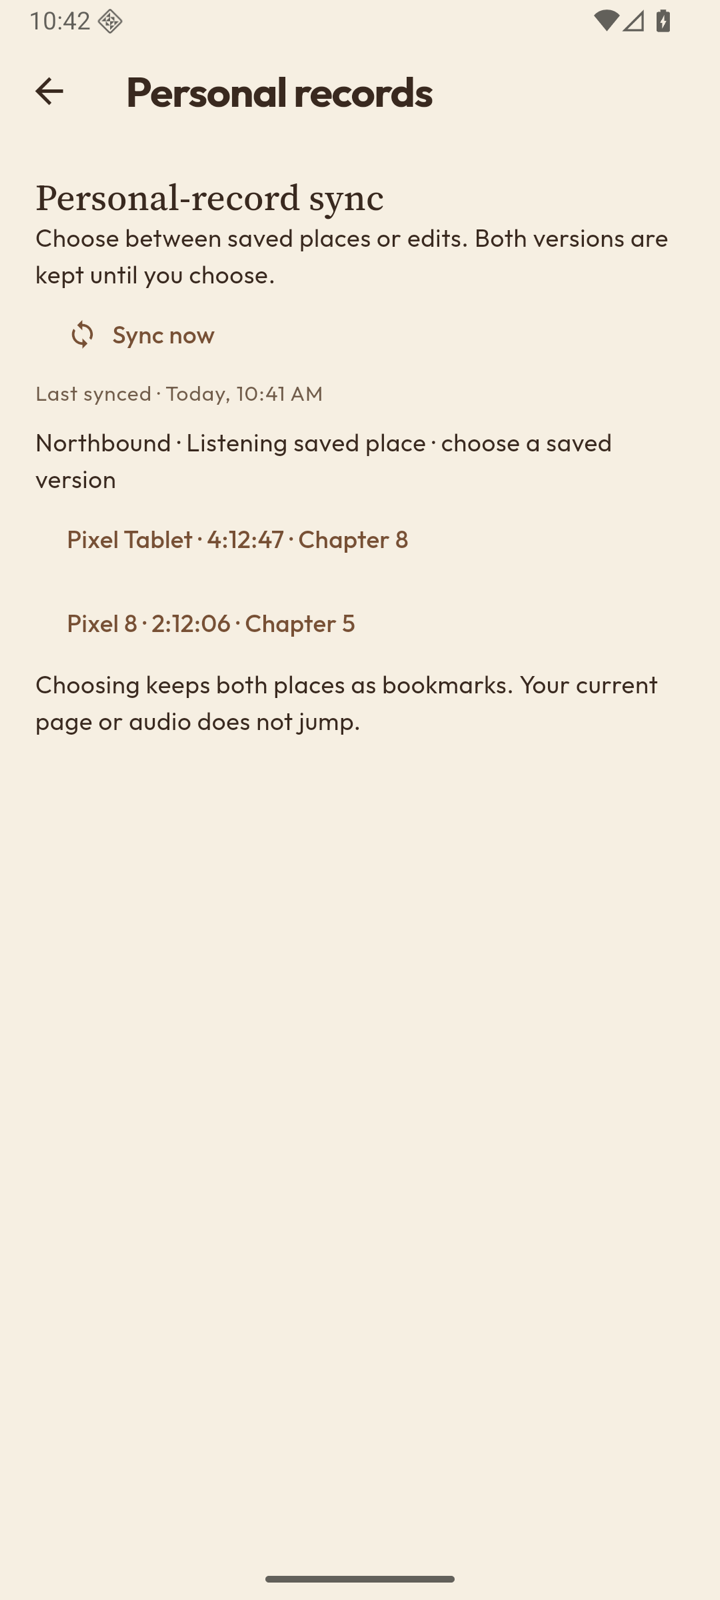 10:42
Personal records
Personal-record sync
Choose between saved places or edits. Both versions are
kept until you choose.
Sync now
Last synced · Today, 10:41 AM
Northbound · Listening saved place · choose a saved
version
Pixel Tablet · 4:12:47 · Chapter 8
Pixel 8 · 2:12:06 · Chapter 5
Choosing keeps both places as bookmarks. Your current
page or audio does not jump.